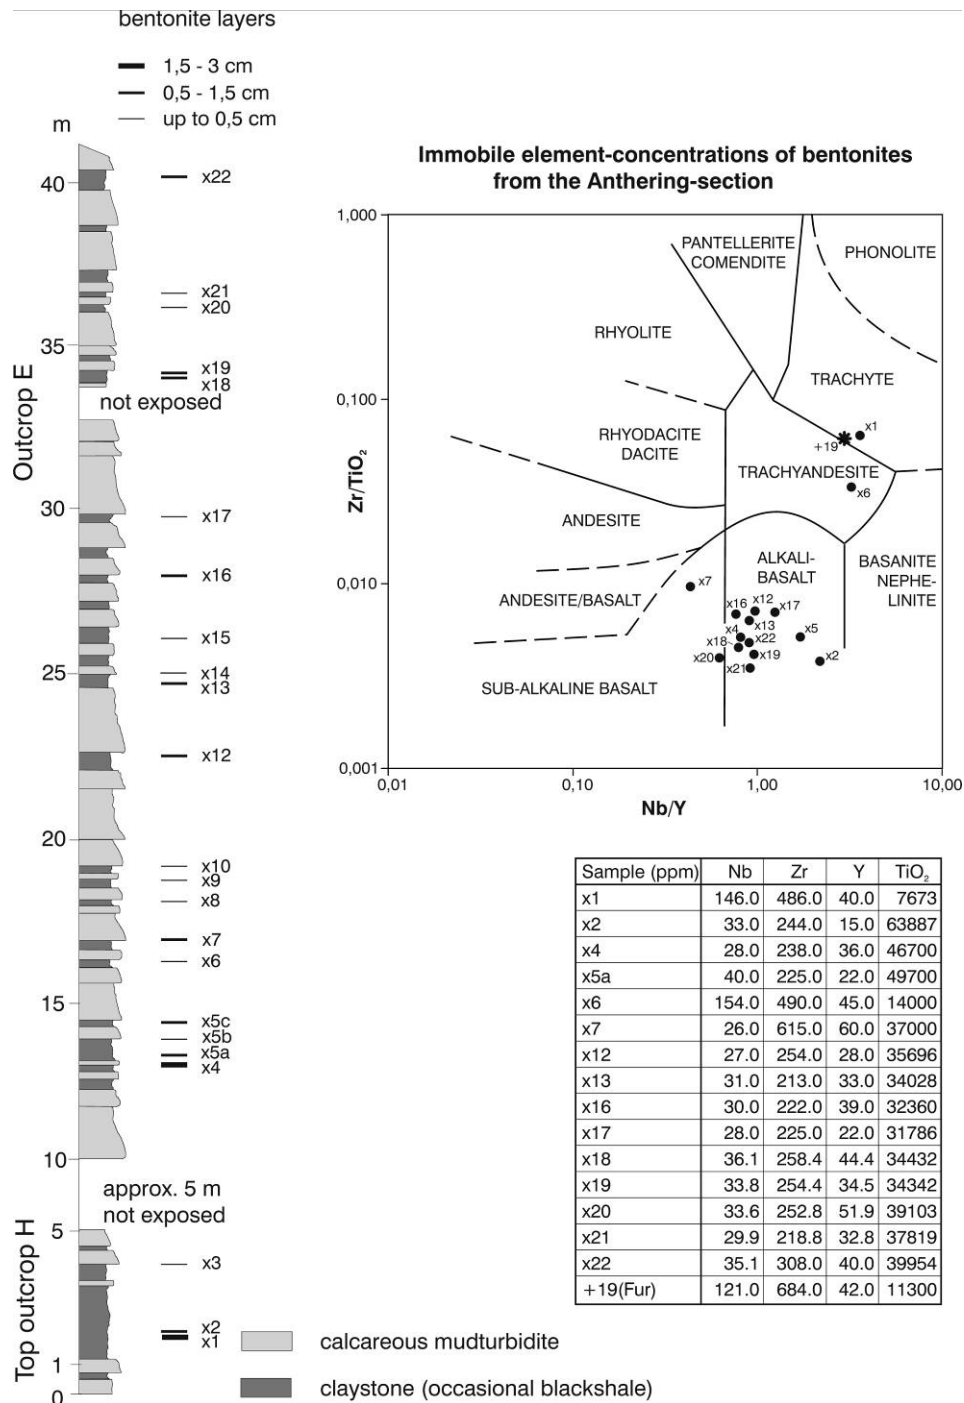 bentonite layers
1,5 - 3 cm
0,5 - 1,5 cm
up to 0,5 cm
m
40
x22
x21
x20
35
x19
x18
not exposed
Outcrop E
30
x17
x16
x15
25
x14
x13
x12
20
x10
x9
x8
x7
x6
15
x5c
x5b
x5a
x4
10
approx. 5 m
not exposed
5
Top outcrop H
x3
x2
x1
1
0
calcareous mudturbidite
claystone (occasional blackshale)
Immobile element-concentrations of bentonites
from the Anthering-section
1,000
0,100
0,010
0,001
Zr/TiO₂
0,01
0,10
1,00
10,00
Nb/Y
PANTELLERITE
COMENDITE
PHONOLITE
RHYOLITE
TRACHYTE
RHYODACITE
DACITE
TRACHYANDESITE
ANDESITE
ALKALI-
BASALT
BASANITE
NEPHE-
LINITE
ANDESITE/BASALT
SUB-ALKALINE BASALT
x1
+19
x6
x7
x16
x12
x17
x13
x4
x22
x5
x18
x19
x20
x21
x2
Sample (ppm) Nb Zr Y TiO₂
x1 146.0 486.0 40.0 7673
x2 33.0 244.0 15.0 63887
x4 28.0 238.0 36.0 46700
x5a 40.0 225.0 22.0 49700
x6 154.0 490.0 45.0 14000
x7 26.0 615.0 60.0 37000
x12 27.0 254.0 28.0 35696
x13 31.0 213.0 33.0 34028
x16 30.0 222.0 39.0 32360
x17 28.0 225.0 22.0 31786
x18 36.1 258.4 44.4 34432
x19 33.8 254.4 34.5 34342
x20 33.6 252.8 51.9 39103
x21 29.9 218.8 32.8 37819
x22 35.1 308.0 40.0 39954
+19(Fur) 121.0 684.0 42.0 11300